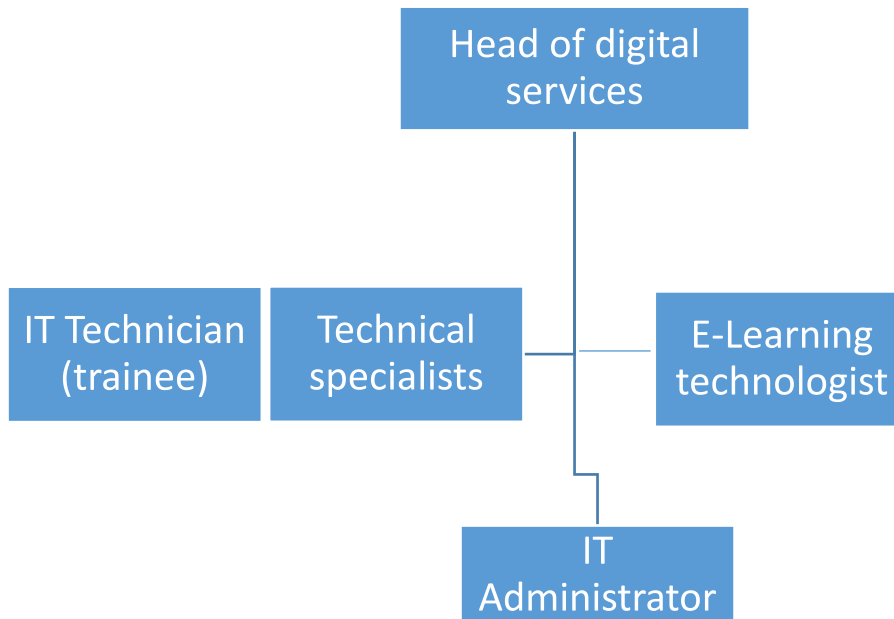 Head of digital
services
IT Technician
(trainee)
Technical
specialists
E-Learning
technologist
IT
Administrator